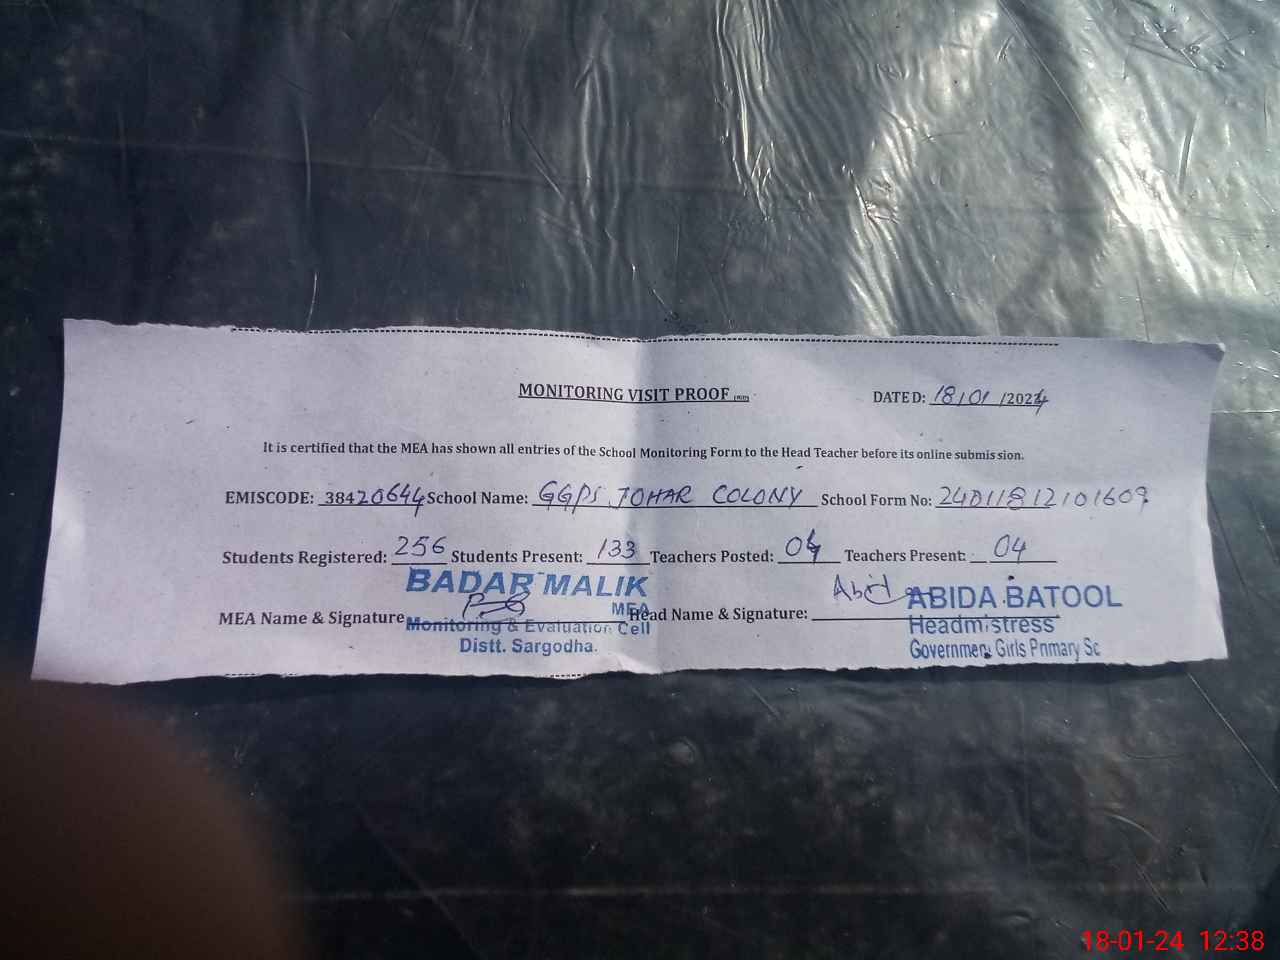 MONITORING VISIT PROOF
DATED: 18/01/2024
It is certified that the MEA has shown all entries of the School Monitoring Form to the Head Teacher before its online submission.
EMISCODE: 38420644 School Name: GGPS JOHAR COLONY School Form No: 24011812101609
Students Registered: 256 Students Present: 133 Teachers Posted: 04 Teachers Present: 04
BADAR MALIK
MEA Name & Signature
MEA
Monitoring & Evaluation Cell
Distt. Sargodha.
Head Name & Signature: Abid
ABIDA BATOOL
Headmistress
Government Girls Primary Sc
18-01-24 12:38